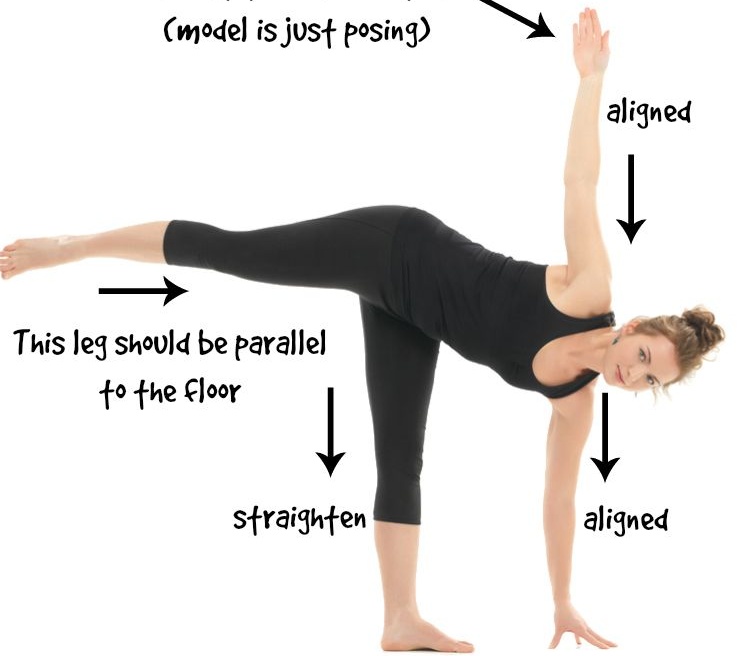 (model is just posing)
aligned
This leg should be parallel
to the floor
straighten
aligned